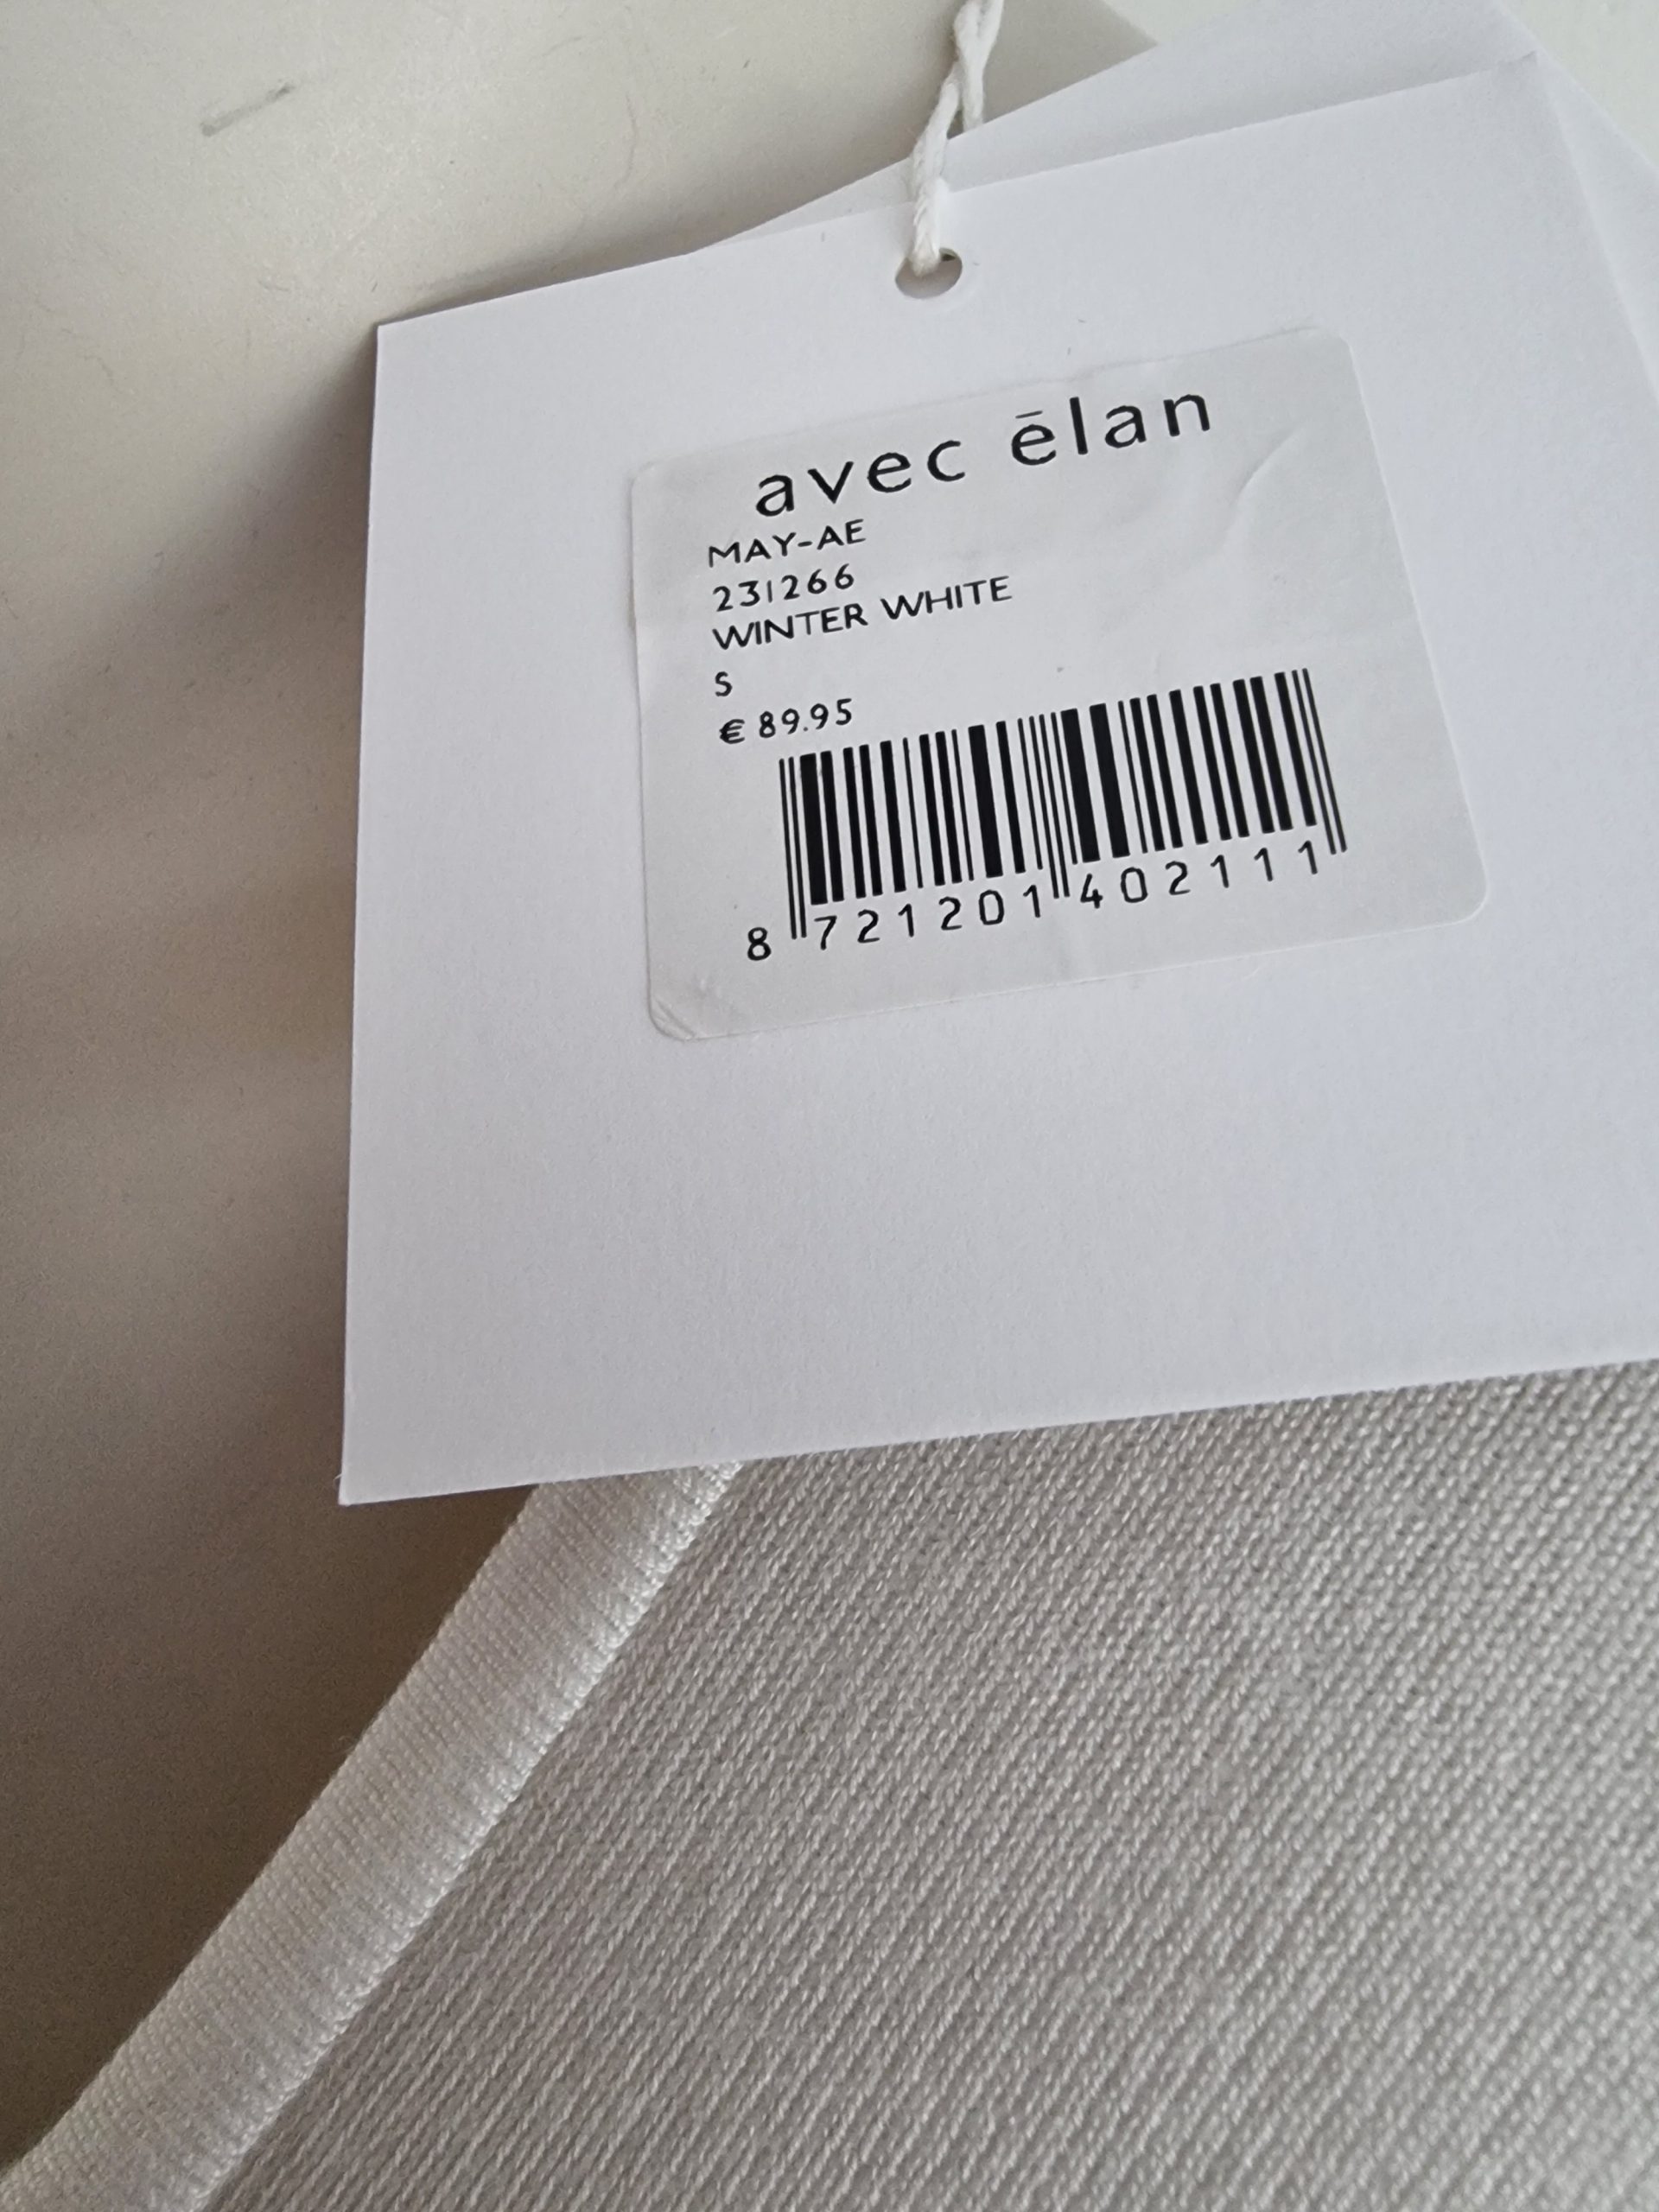 avec ēlan
MAY-AE
231266
WINTER WHITE
S
€ 89.95
8 721201 402111